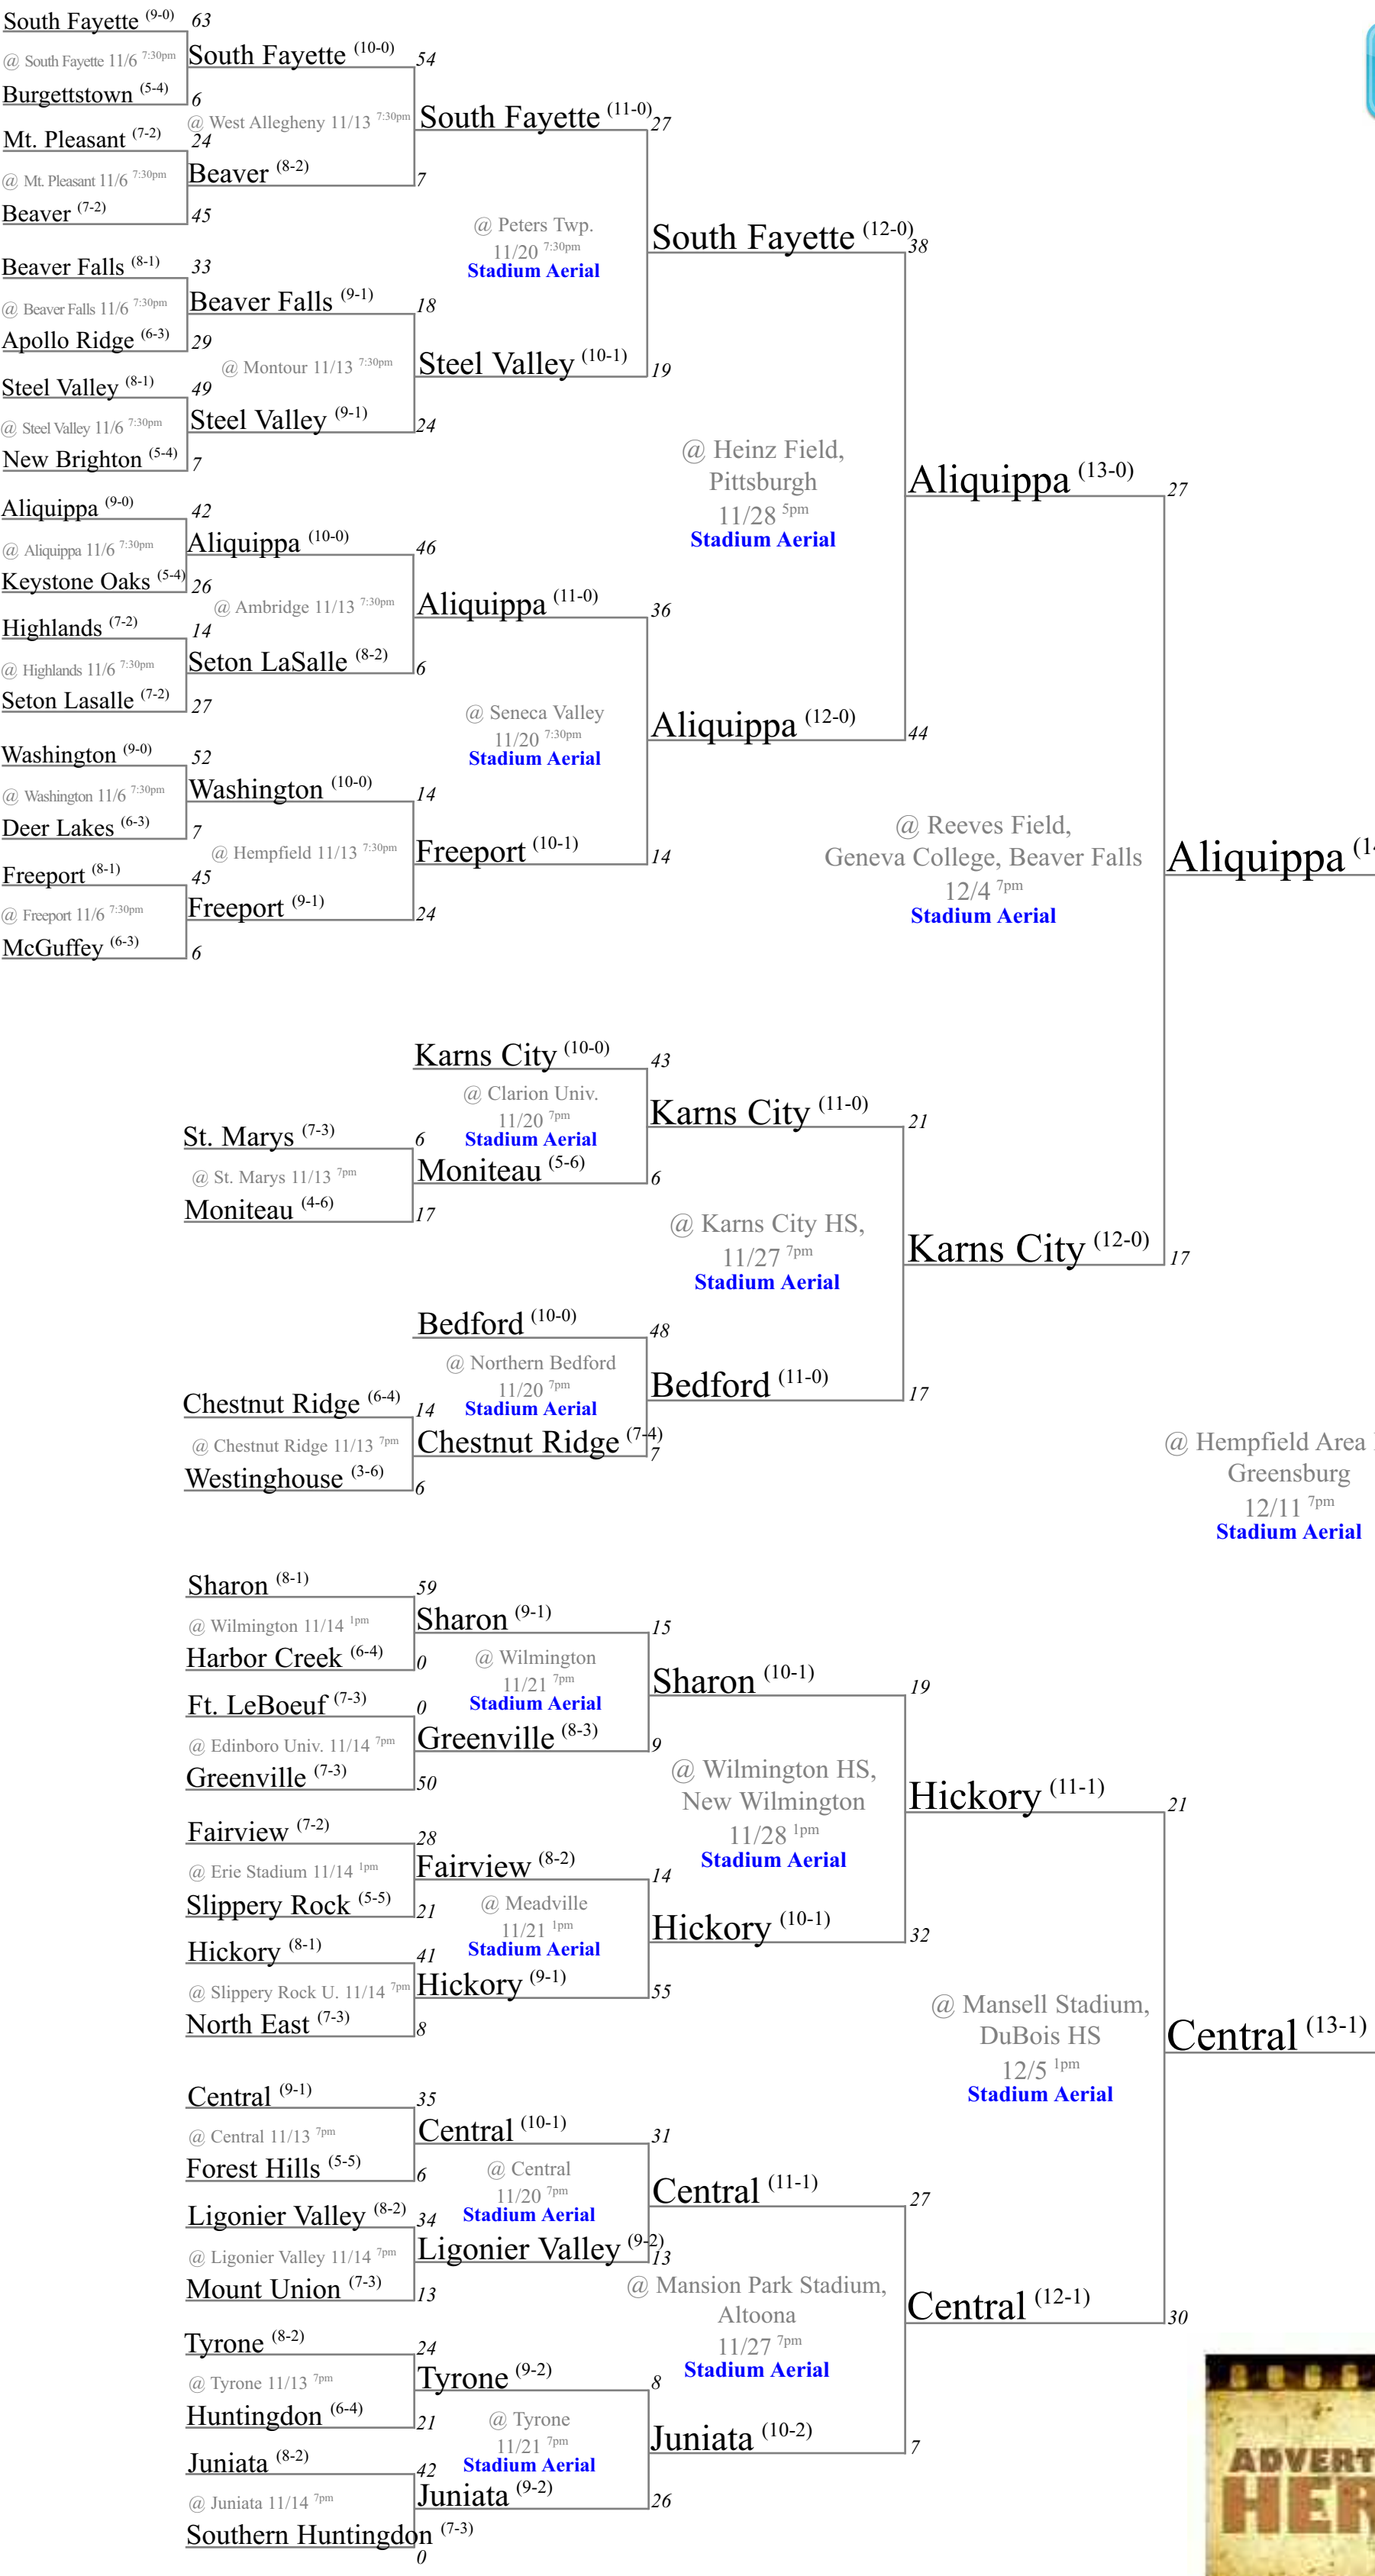 South Fayette (9-0) 63
@ South Fayette 11/6 7:30pm
Burgettstown (5-4) 6
South Fayette (10-0) 54
@ West Allegheny 11/13 7:30pm
Mt. Pleasant (7-2) 24
@ Mt. Pleasant 11/6 7:30pm
Beaver (7-2) 45
Beaver (8-2) 7
South Fayette (11-0) 27
@ Peters Twp.
11/20 7:30pm
Stadium Aerial
Beaver Falls (8-1) 33
@ Beaver Falls 11/6 7:30pm
Apollo Ridge (6-3) 29
Beaver Falls (9-1) 18
@ Montour 11/13 7:30pm
Steel Valley (8-1) 49
@ Steel Valley 11/6 7:30pm
New Brighton (5-4) 7
Steel Valley (9-1) 24
Steel Valley (10-1) 19
South Fayette (12-0) 38
@ Heinz Field,
Pittsburgh
11/28 5pm
Stadium Aerial
Aliquippa (9-0) 42
@ Aliquippa 11/6 7:30pm
Keystone Oaks (5-4) 26
Aliquippa (10-0) 46
@ Ambridge 11/13 7:30pm
Highlands (7-2) 14
@ Highlands 11/6 7:30pm
Seton Lasalle (7-2) 27
Seton LaSalle (8-2) 6
Aliquippa (11-0) 36
@ Seneca Valley
11/20 7:30pm
Stadium Aerial
Washington (9-0) 52
@ Washington 11/6 7:30pm
Deer Lakes (6-3) 7
Washington (10-0) 14
@ Hempfield 11/13 7:30pm
Freeport (8-1) 45
@ Freeport 11/6 7:30pm
McGuffey (6-3) 6
Freeport (9-1) 24
Freeport (10-1) 14
Aliquippa (12-0) 44
Aliquippa (13-0) 27
@ Reeves Field,
Geneva College, Beaver Falls
12/4 7pm
Stadium Aerial
Aliquippa (14
Karns City (10-0) 43
@ Clarion Univ.
11/20 7pm
Stadium Aerial
St. Marys (7-3) 6
@ St. Marys 11/13 7pm
Moniteau (4-6) 17
Moniteau (5-6) 6
Karns City (11-0) 21
@ Karns City HS,
11/27 7pm
Stadium Aerial
Karns City (12-0) 17
Bedford (10-0) 48
@ Northern Bedford
11/20 7pm
Stadium Aerial
Chestnut Ridge (6-4) 14
@ Chestnut Ridge 11/13 7pm
Westinghouse (3-6) 6
Chestnut Ridge (7-4) 7
Bedford (11-0) 17
@ Hempfield Area
Greensburg
12/11 7pm
Stadium Aerial
Sharon (8-1) 59
@ Wilmington 11/14 1pm
Harbor Creek (6-4) 0
Sharon (9-1) 15
@ Wilmington
11/21 7pm
Stadium Aerial
Ft. LeBoeuf (7-3) 0
@ Edinboro Univ. 11/14 7pm
Greenville (7-3) 50
Greenville (8-3) 9
Sharon (10-1) 19
@ Wilmington HS,
New Wilmington
11/28 1pm
Stadium Aerial
Fairview (7-2) 28
@ Erie Stadium 11/14 1pm
Slippery Rock (5-5) 21
Fairview (8-2) 14
@ Meadville
11/21 1pm
Stadium Aerial
Hickory (8-1) 41
@ Slippery Rock U. 11/14 7pm
North East (7-3) 8
Hickory (9-1) 55
Hickory (10-1) 32
Hickory (11-1) 21
@ Mansell Stadium,
DuBois HS
12/5 1pm
Stadium Aerial
Central (13-1)
Central (9-1) 35
@ Central 11/13 7pm
Forest Hills (5-5) 6
Central (10-1) 31
@ Central
11/20 7pm
Stadium Aerial
Ligonier Valley (8-2) 34
@ Ligonier Valley 11/14 7pm
Mount Union (7-3) 13
Ligonier Valley (9-2) 13
Central (11-1) 27
@ Mansion Park Stadium,
Altoona
11/27 7pm
Stadium Aerial
Central (12-1) 30
Tyrone (8-2) 24
@ Tyrone 11/13 7pm
Huntingdon (6-4) 21
Tyrone (9-2) 8
@ Tyrone
11/21 7pm
Stadium Aerial
Juniata (8-2) 42
@ Juniata 11/14 7pm
Southern Huntingdon (7-3) 0
Juniata (9-2) 26
Juniata (10-2) 7
ADVERT
HER